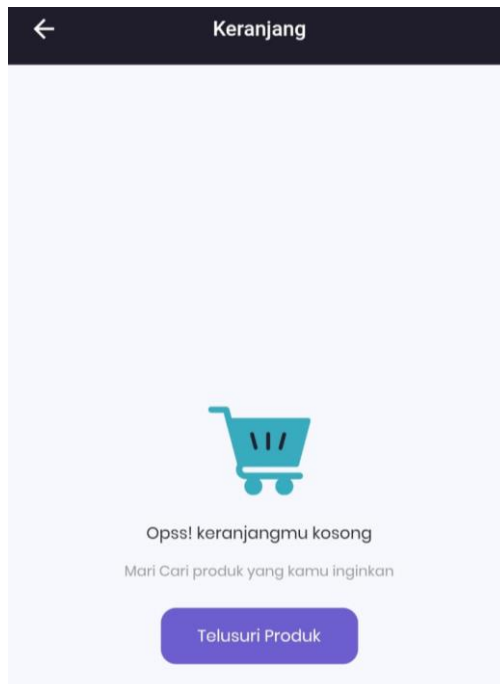 Keranjang
Opss! keranjangmu kosong
Mari Cari produk yang kamu inginkan
Telusuri Produk